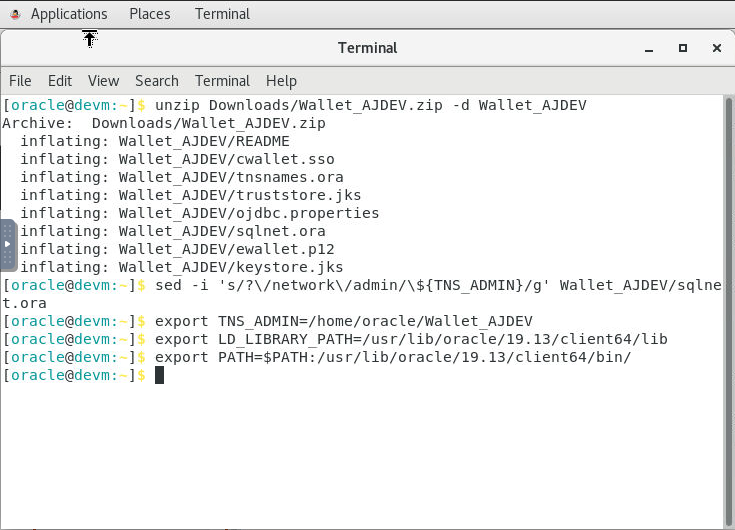 Applications Places Terminal
Terminal
File Edit View Search Terminal Help
[oracle@devm:~]$ unzip Downloads/Wallet_AJDEV.zip -d Wallet_AJDEV
Archive:  Downloads/Wallet_AJDEV.zip
  inflating: Wallet_AJDEV/README
  inflating: Wallet_AJDEV/cwallet.sso
  inflating: Wallet_AJDEV/tnsnames.ora
  inflating: Wallet_AJDEV/truststore.jks
  inflating: Wallet_AJDEV/ojdbc.properties
  inflating: Wallet_AJDEV/sqlnet.ora
  inflating: Wallet_AJDEV/ewallet.p12
  inflating: Wallet_AJDEV/keystore.jks
[oracle@devm:~]$ sed -i 's/?\/network\/admin/\${TNS_ADMIN}/g' Wallet_AJDEV/sqlne
t.ora
[oracle@devm:~]$ export TNS_ADMIN=/home/oracle/Wallet_AJDEV
[oracle@devm:~]$ export LD_LIBRARY_PATH=/usr/lib/oracle/19.13/client64/lib
[oracle@devm:~]$ export PATH=$PATH:/usr/lib/oracle/19.13/client64/bin/
[oracle@devm:~]$